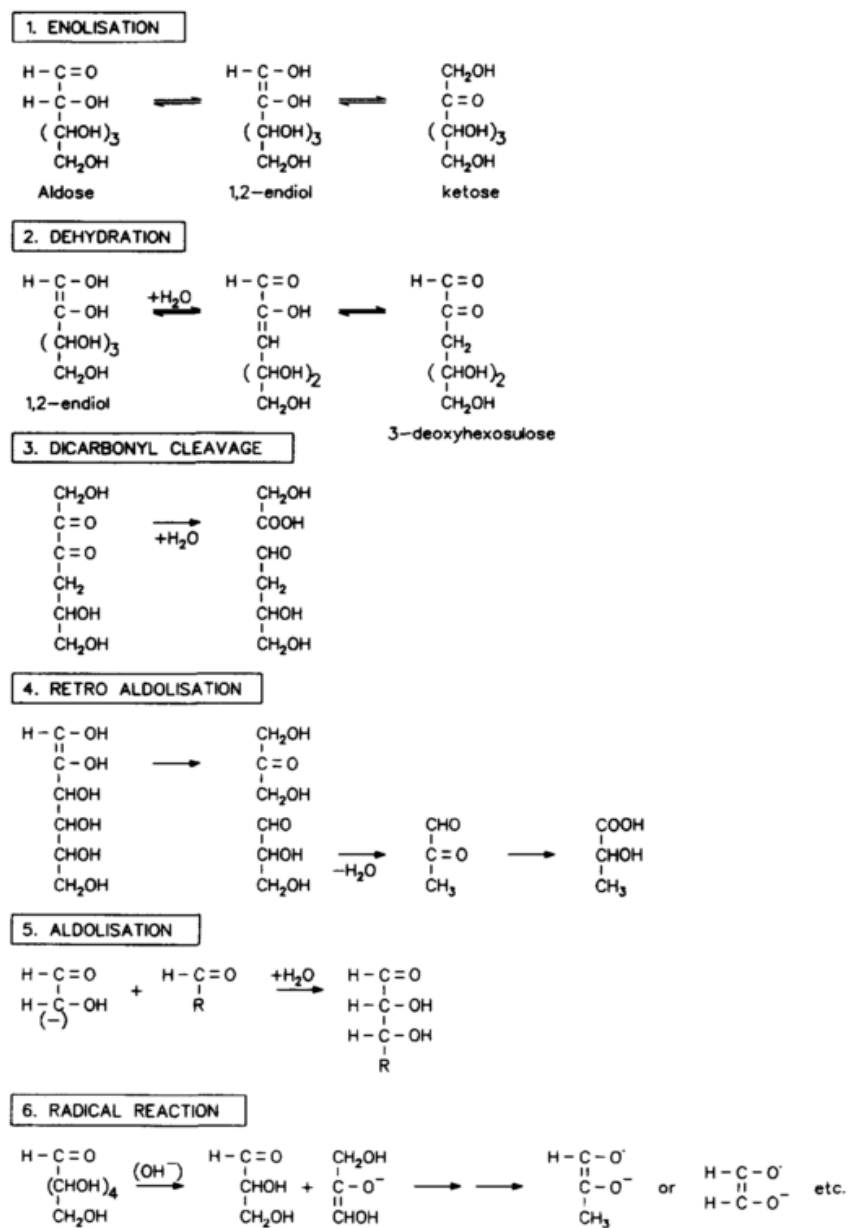 1. ENOLISATION
H-C=O H-C-OH CH2OH
H-C-OH C-OH C=O
(CHOH)3 (CHOH)3 (CHOH)3
CH2OH CH2OH CH2OH
Aldose 1,2-endiol ketose
2. DEHYDRATION
H-C-OH +H2O H-C=O H-C=O
C-OH C-OH C=O
(CHOH)3 CH CH2
CH2OH (CHOH)2 (CHOH)2
1,2-endiol CH2OH CH2OH
3-deoxyhexosulose
3. DICARBONYL CLEAVAGE
CH2OH CH2OH
C=O +H2O COOH
C=O CHO
CH2 CH2
CHOH CHOH
CH2OH CH2OH
4. RETRO ALDOLISATION
H-C-OH CH2OH
C-OH C=O
CHOH CH2OH
CHOH CHO CHO COOH
CHOH CHOH -H2O C=O CHOH
CH2OH CH2OH CH3 CH3
5. ALDOLISATION
H-C=O + H-C=O +H2O H-C=O
H-C-OH R H-C-OH
(-) H-C-OH
R
6. RADICAL REACTION
H-C=O (OH-) H-C=O CH2OH H-C-O· H-C-O·
(CHOH)4 CHOH + C-O- C-O- or H-C-O- etc.
CH2OH CH2OH CHOH CH3